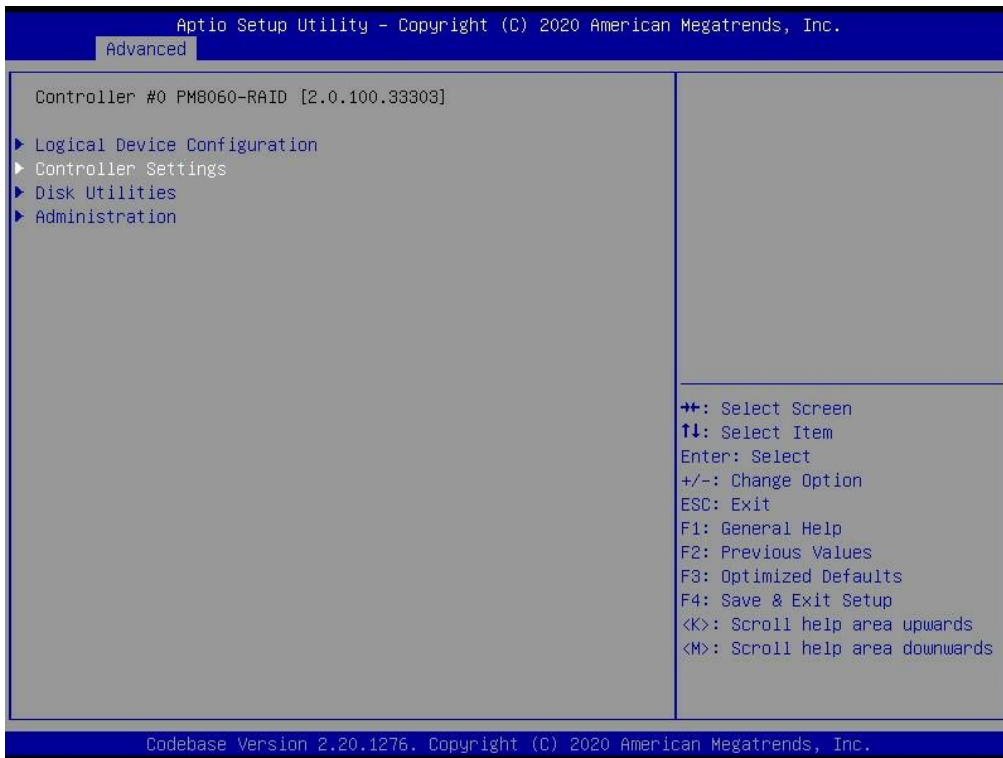 Aptio Setup Utility – Copyright (C) 2020 American Megatrends, Inc.
Advanced
Controller #0 PM8060-RAID [2.0.100.33303]
Logical Device Configuration
Controller Settings
Disk Utilities
Administration
→←: Select Screen
↑↓: Select Item
Enter: Select
+/-: Change Option
ESC: Exit
F1: General Help
F2: Previous Values
F3: Optimized Defaults
F4: Save & Exit Setup
<K>: Scroll help area upwards
<M>: Scroll help area downwards
Codebase Version 2.20.1276. Copyright (C) 2020 American Megatrends, Inc.